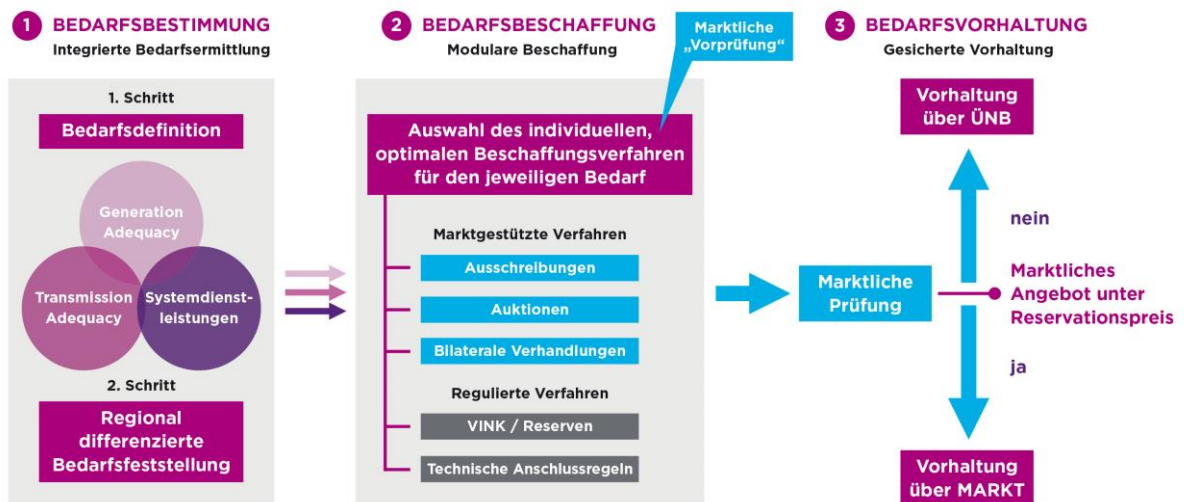 1 BEDARFSBESTIMMUNG
Integrierte Bedarfsermittlung
1. Schritt
Bedarfsdefinition
Generation
Adequacy
Transmission
Adequacy
Systemdienst-
leistungen
2. Schritt
Regional
differenzierte
Bedarfsfeststellung
2 BEDARFSBESCHAFFUNG
Modulare Beschaffung
Marktliche
„Vorprüfung“
Auswahl des individuellen,
optimalen Beschaffungsverfahren
für den jeweiligen Bedarf
Marktgestützte Verfahren
Ausschreibungen
Auktionen
Bilaterale Verhandlungen
Regulierte Verfahren
VINK / Reserven
Technische Anschlussregeln
3 BEDARFSVORHALTUNG
Gesicherte Vorhaltung
Vorhaltung
über ÜNB
nein
Marktliche
Prüfung
Marktliches
Angebot unter
Reservationspreis
ja
Vorhaltung
über MARKT